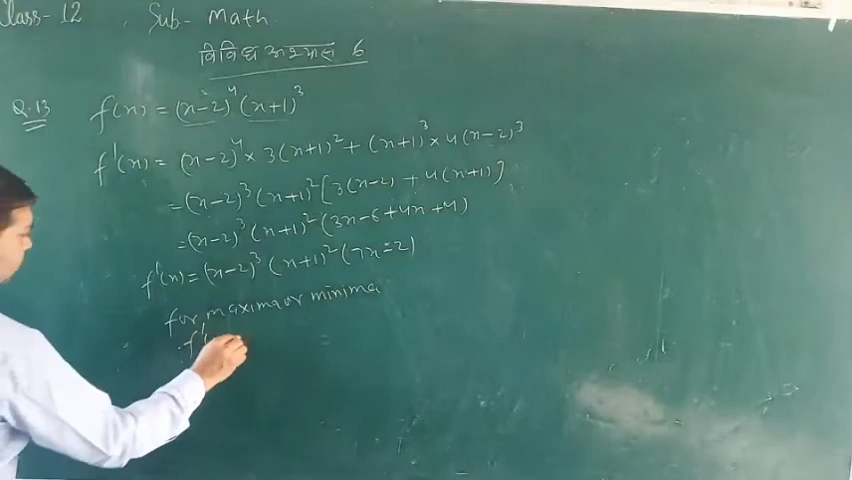 Class- 12 , Sub- Math
विविध अभ्यास 6
Q.13 f(x) = (x-2)⁴ (x+1)³
f'(x) = (x-2)⁴ × 3(x+1)² + (x+1)³ × 4(x-2)³
= (x-2)³ (x+1)² [3(x-2) + 4(x+1)]
= (x-2)³ (x+1)² (3x-6+4x+4)
f'(x) = (x-2)³ (x+1)² (7x-2)
for maxima or minima
f'(